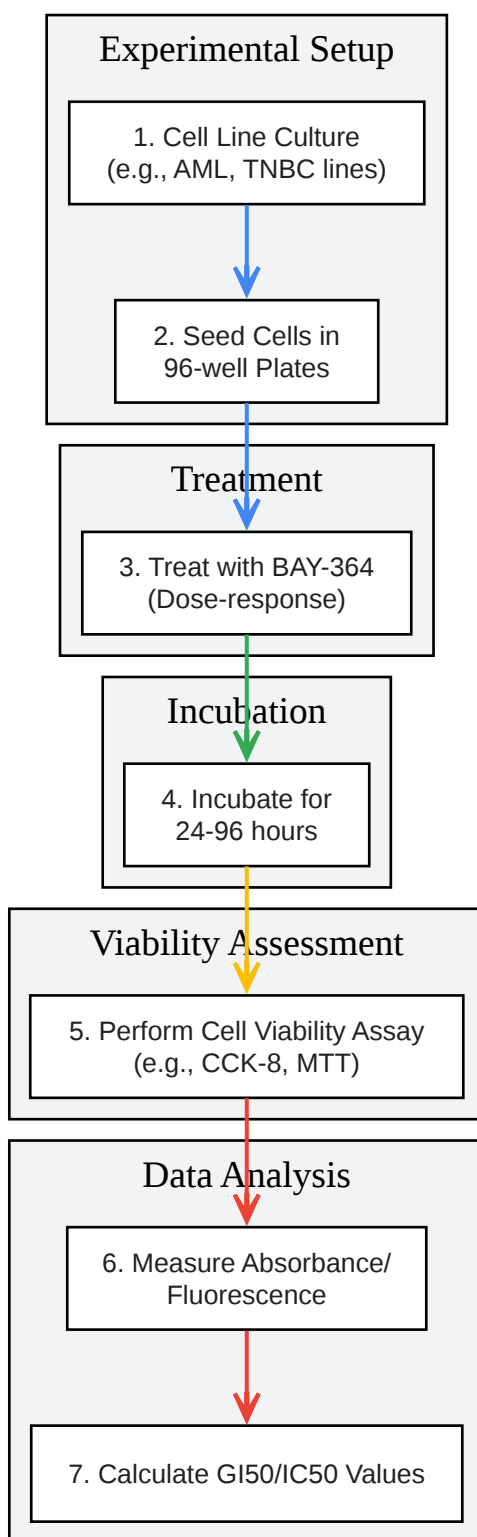 Experimental Setup
1. Cell Line Culture
(e.g., AML, TNBC lines)
2. Seed Cells in
96-well Plates
Treatment
3. Treat with BAY-364
(Dose-response)
Incubation
4. Incubate for
24-96 hours
Viability Assessment
5. Perform Cell Viability Assay
(e.g., CCK-8, MTT)
Data Analysis
6. Measure Absorbance/
Fluorescence
7. Calculate GI50/IC50 Values